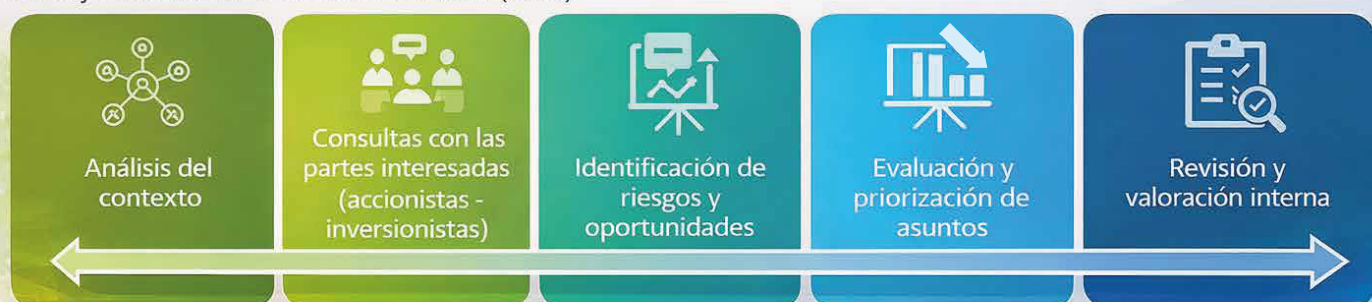 Análisis del
contexto
Consultas con las
partes interesadas
(accionistas -
inversionistas)
Identificación de
riesgos y
oportunidades
Evaluación y
priorización de
asuntos
Revisión y
valoración interna